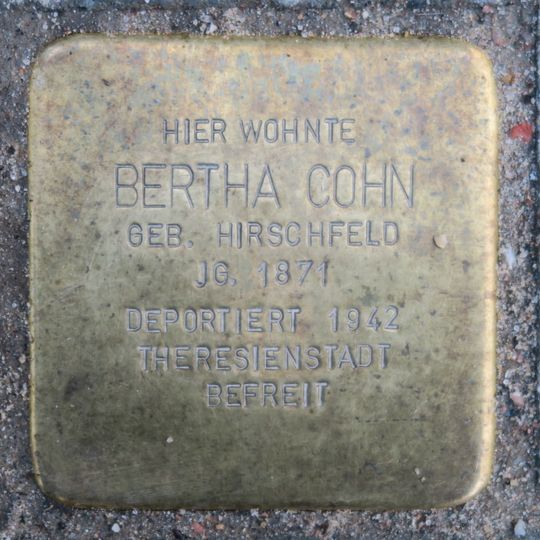 HIER WOHNTE
BERTHA COHN
GEB. HIRSCHFELD
JG. 1871
DEPORTIERT 1942
THERESIENSTADT
BEFREIT